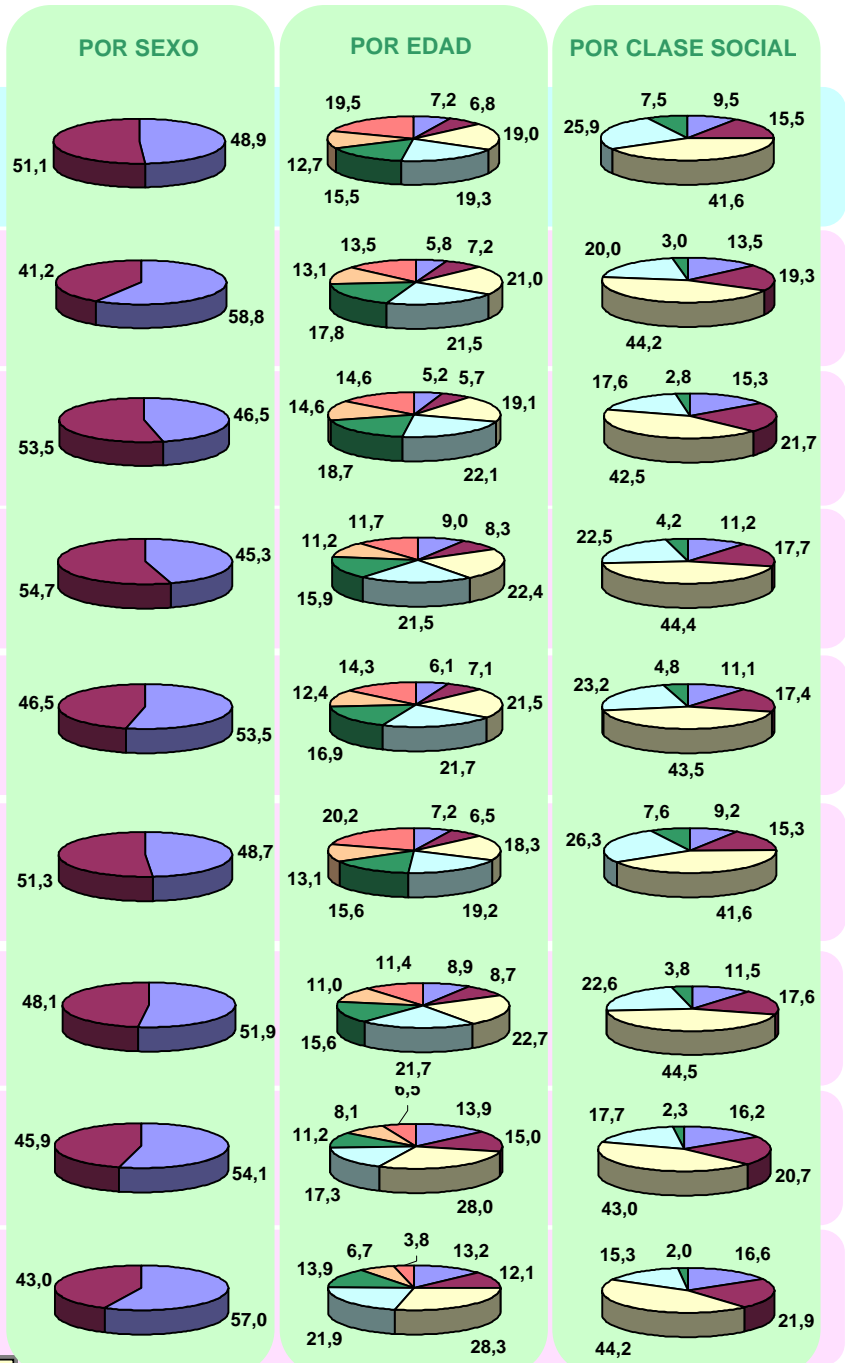 POR SEXO POR EDAD POR CLASE SOCIAL
7,5 9,5
19,5 7,2 6,8
25,9 15,5
51,1 48,9
12,7 19,0
15,5 19,3 41,6
41,2 58,8
13,5 5,8 7,2
13,1 21,0
17,8 21,5
20,0 3,0 13,5
19,3
44,2
53,5 46,5
14,6 5,2 5,7
14,6 19,1
18,7 22,1
17,6 2,8 15,3
21,7
42,5
54,7 45,3
11,2 11,7 9,0 8,3
15,9 22,4
21,5
22,5 4,2 11,2
17,7
44,4
46,5 53,5
14,3 6,1 7,1
12,4 21,5
16,9 21,7
23,2 4,8 11,1
17,4
43,5
51,3 48,7
20,2 7,2 6,5
13,1 18,3
15,6 19,2
26,3 7,6 9,2
15,3
41,6
48,1 51,9
11,0 11,4 8,9 8,7
15,6 22,7
21,7
22,6 3,8 11,5
17,6
44,5
45,9 54,1
8,1 6,5 13,9
11,2 15,0
17,3 28,0
17,7 2,3 16,2
20,7
43,0
43,0 57,0
6,7 3,8 13,2
13,9 12,1
21,9 28,3
15,3 2,0 16,6
21,9
44,2